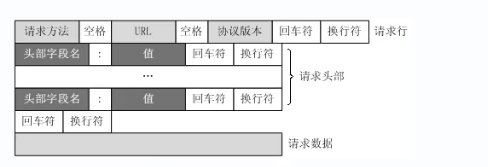 请求方法 空格 URL 空格 协议版本 回车符 换行符 请求行
头部字段名 : 值 回车符 换行符
... 请求头部
头部字段名 : 值 回车符 换行符
回车符 换行符
请求数据